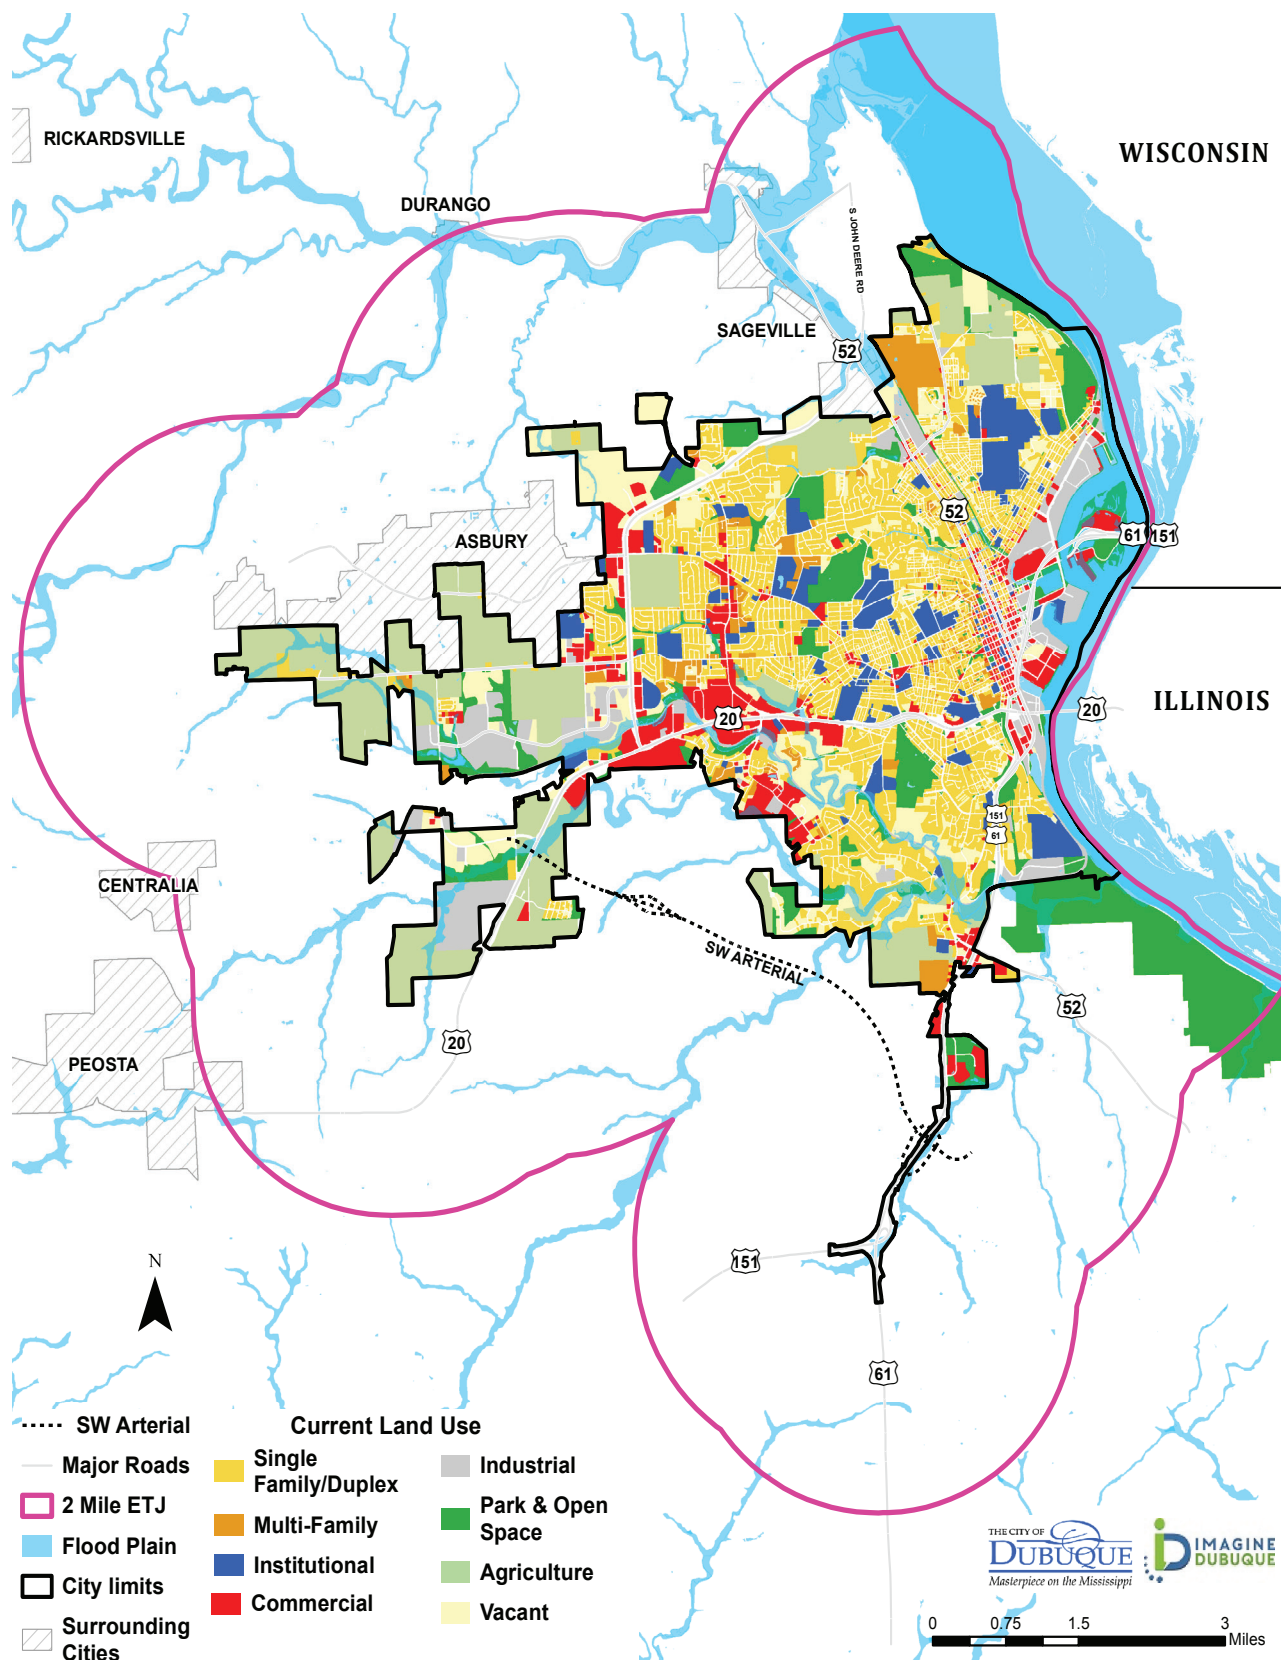 RICKARDSVILLE
WISCONSIN
DURANGO
S JOHN DEERE RD
SAGEVILLE
52
52
ASBURY
61
151
ILLINOIS
20
20
151
61
CENTRALIA
SW ARTERIAL
52
20
PEOSTA
N
151
61
SW Arterial
Major Roads
2 Mile ETJ
Flood Plain
City limits
Surrounding
Cities
Current Land Use
Single
Family/Duplex
Multi-Family
Institutional
Commercial
Industrial
Park & Open
Space
Agriculture
Vacant
THE CITY OF
DUBUQUE
Masterpiece on the Mississippi
iD
IMAGINE
DUBUQUE
0 0.75 1.5 3
Miles